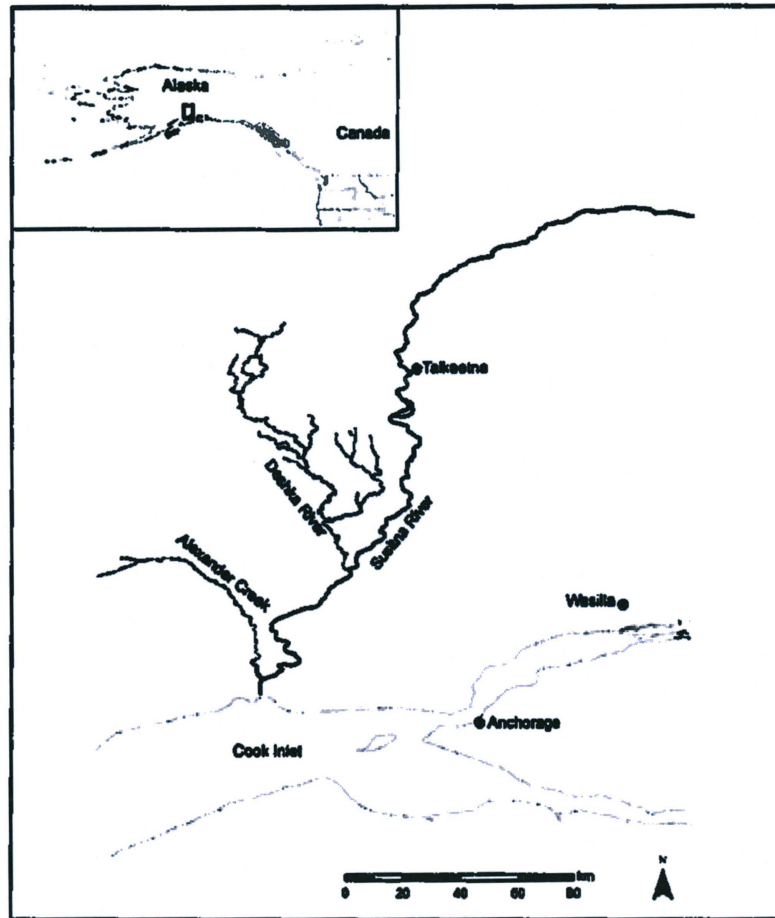 Alaska
Canada
Talkeetna
Deshka River
Susitna River
Alexander Creek
Wasilla
Anchorage
Cook Inlet
N
km
0 20 40 60 80